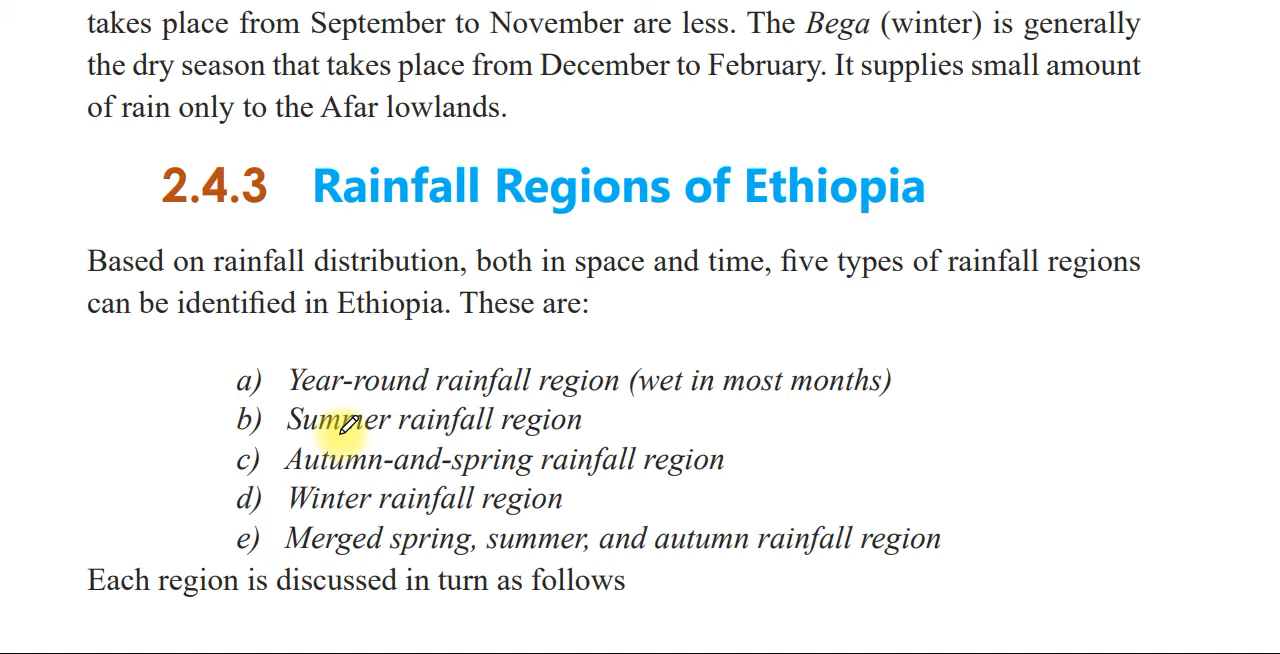 takes place from September to November are less. The Bega (winter) is generally
the dry season that takes place from December to February. It supplies small amount
of rain only to the Afar lowlands.
2.4.3 Rainfall Regions of Ethiopia
Based on rainfall distribution, both in space and time, five types of rainfall regions
can be identified in Ethiopia. These are:
a) Year-round rainfall region (wet in most months)
b) Summer rainfall region
c) Autumn-and-spring rainfall region
d) Winter rainfall region
e) Merged spring, summer, and autumn rainfall region
Each region is discussed in turn as follows